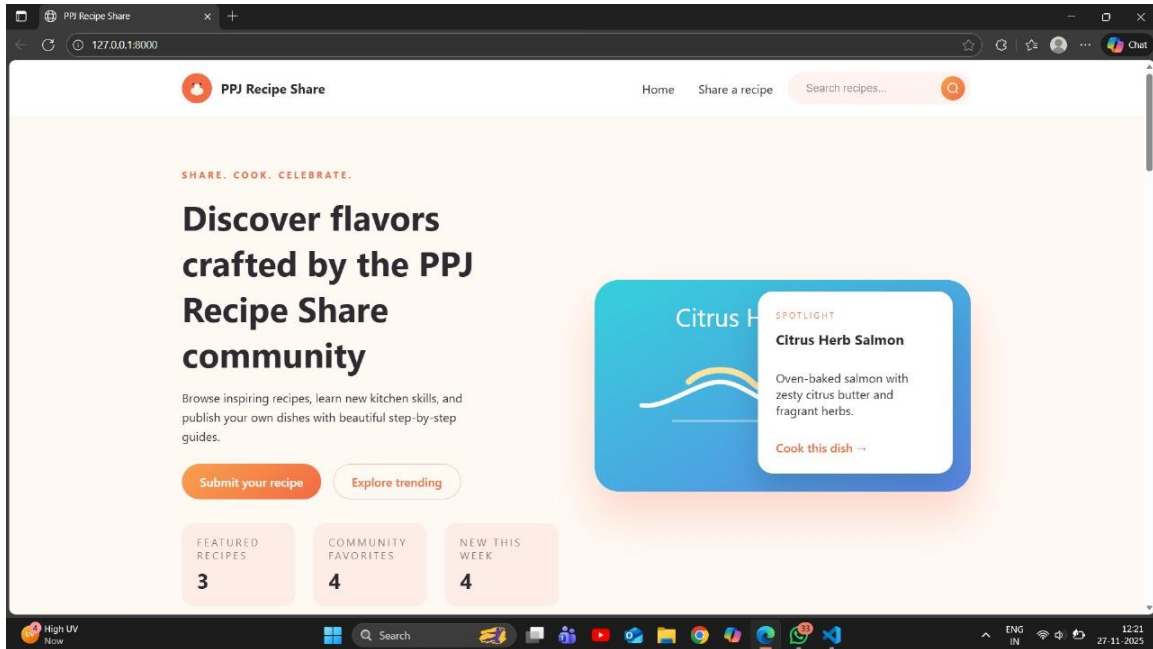 PPJ Recipe Share
127.0.0.1:8000
Chat
PPJ Recipe Share
Home
Share a recipe
Search recipes...
SHARE. COOK. CELEBRATE.
Discover flavors
crafted by the PPJ
Recipe Share
community
Browse inspiring recipes, learn new kitchen skills, and
publish your own dishes with beautiful step-by-step
guides.
Submit your recipe
Explore trending
FEATURED
RECIPES
3
COMMUNITY
FAVORITES
4
NEW THIS
WEEK
4
Citrus H
SPOTLIGHT
Citrus Herb Salmon
Oven-baked salmon with
zesty citrus butter and
fragrant herbs.
Cook this dish →
4
High UV
Now
Search
33
ENG
IN
12:21
27-11-2025